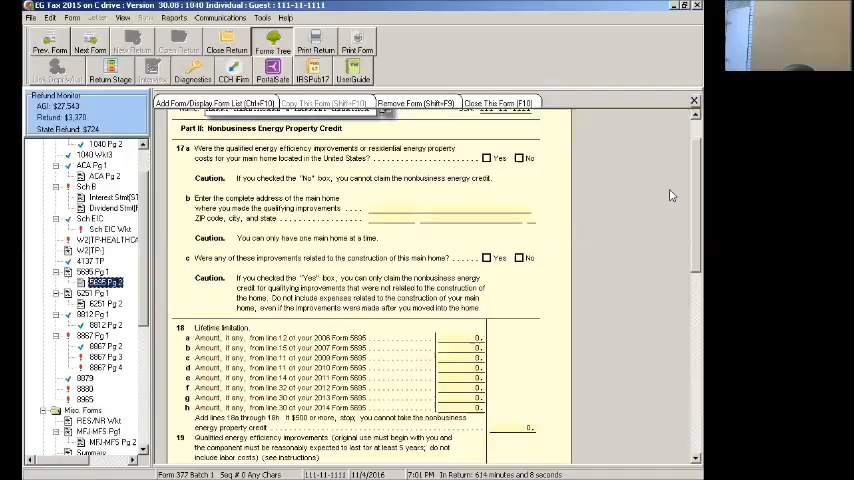 EG Tax 2015 on C drive : Version 30.08 : 1040 Individual : Guest : 111-11-1111
File Edit Form Letter View Bank Reports Communications Tools Help
Prev. Form Next Form New Return Open Return Close Return Forms Tree Print Return Print Form
Return Stage Interview Diagnostics CCH iFirm PortalSafe IRSPub17 UserGuide
Refund Monitor
AGI: $27,543
Refund: $3,370
State Refund: $724
Add Form/Display Form List (Ctrl+F10) Copy This Form (Shift+F10) Remove Form (Shift+F9) Close This Form (F10)
1040 Pg 2
1040 Wkt3
ACA Pg 1
ACA Pg 2
Sch B
Interest Stmt[S
Dividend Stmt[
Sch EIC
Sch EIC Wkt
W2[TP-HEALTHCA
W2[TP-]
4137 TP
5695 Pg 1
5695 Pg 2
6251 Pg 1
6251 Pg 2
8812 Pg 1
8812 Pg 2
8867 Pg 1
8867 Pg 2
8867 Pg 3
8867 Pg 4
8879
8880
8965
Misc. Forms
RES/NR Wkt
MFJ-MFS Pg 1
MFJ-MFS Pg 2
Summary
Part II: Nonbusiness Energy Property Credit
17a Were the qualified energy efficiency improvements or residential energy property
costs for your main home located in the United States? Yes No
Caution. If you checked the "No" box, you cannot claim the nonbusiness energy credit.
b Enter the complete address of the main home
where you made the qualifying improvements
ZIP code, city, and state
Caution. You can only have one main home at a time.
c Were any of these improvements related to the construction of this main home? Yes No
Caution. If you checked the "Yes" box, you can only claim the nonbusiness energy
credit for qualifying improvements that were not related to the construction of
the home. Do not include expenses related to the construction of your main
home, even if the improvements were made after you moved into the home.
18 Lifetime limitation.
a Amount, if any, from line 12 of your 2006 Form 5695 0.
b Amount, if any, from line 15 of your 2007 Form 5695 0.
c Amount, if any, from line 11 of your 2009 Form 5695 0.
d Amount, if any, from line 11 of your 2010 Form 5695 0.
e Amount, if any, from line 14 of your 2011 Form 5695 0.
f Amount, if any, from line 32 of your 2012 Form 5695 0.
g Amount, if any, from line 30 of your 2013 Form 5695 0.
h Amount, if any, from line 30 of your 2014 Form 5695 0.
Add lines 18a through 18h. If $500 or more, stop; you cannot take the nonbusiness
energy property credit 0.
19 Qualified energy efficiency improvements (original use must begin with you and
the component must be reasonably expected to last for at least 5 years; do not
include labor costs) (see instructions)
Form 377 Batch 1 Seq # 0 Any Chars 111-11-1111 11/4/2016 7:01 PM In Return: 614 minutes and 8 seconds